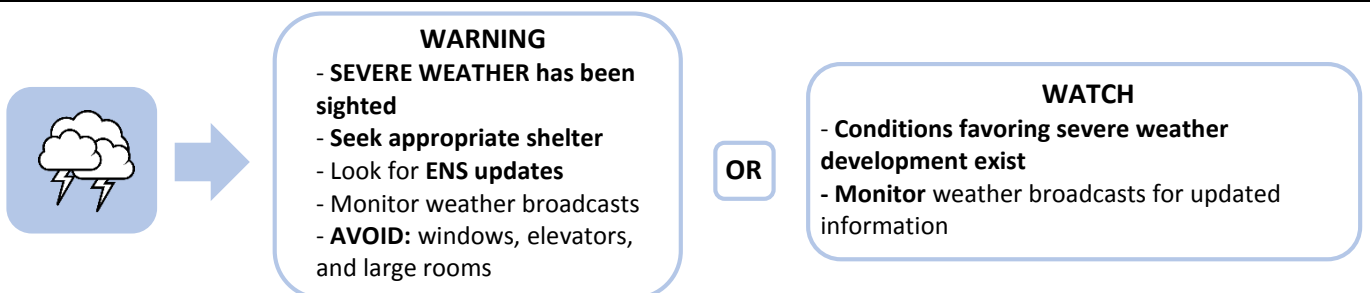 WARNING
- SEVERE WEATHER has been
sighted
- Seek appropriate shelter
- Look for ENS updates
- Monitor weather broadcasts
- AVOID: windows, elevators,
and large rooms
OR
WATCH
- Conditions favoring severe weather
development exist
- Monitor weather broadcasts for updated
information